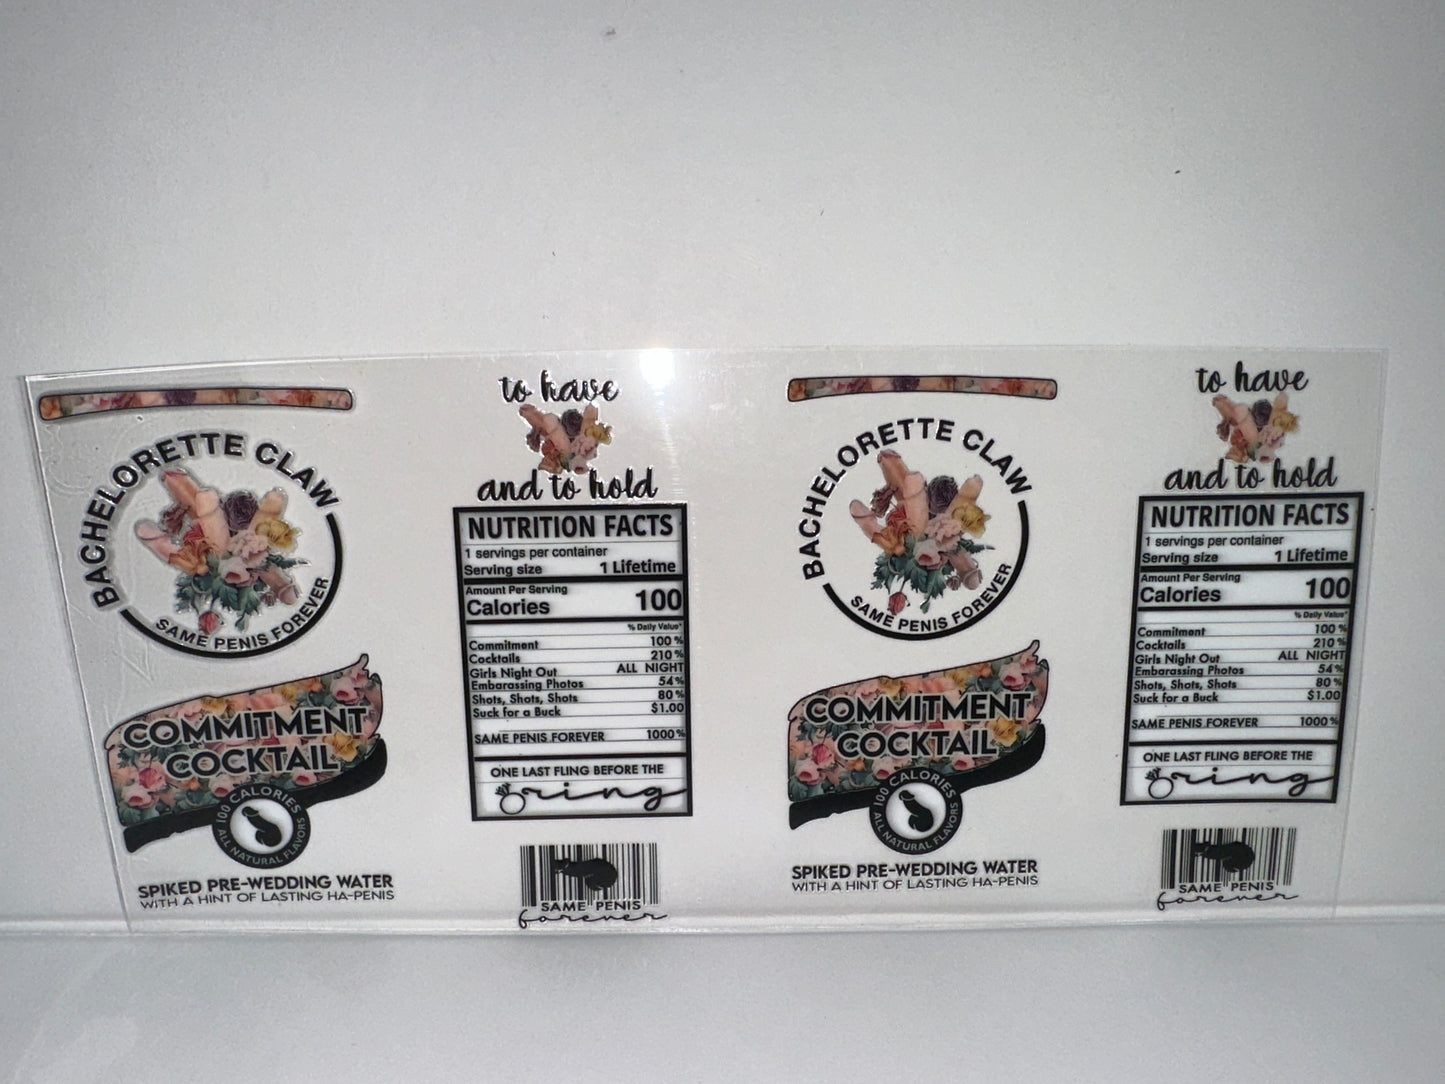 BACHELORETTE CLAW
SAME PENIS FOREVER
COMMITMENT
COCKTAIL
100 CALORIES
ALL NATURAL FLAVORS
SPIKED PRE-WEDDING WATER
WITH A HINT OF LASTING HA-PENIS
to have
and to hold
NUTRITION FACTS
1 servings per container
Serving size 1 Lifetime
Amount Per Serving
Calories 100
% Daily Value*
Commitment 100 %
Cocktails 210 %
Girls Night Out ALL NIGHT
Embarassing Photos 54%
Shots, Shots, Shots 80 %
Suck for a Buck $1.00
SAME PENIS FOREVER 1000 %
ONE LAST FLING BEFORE THE
ring
SAME PENIS
forever
BACHELORETTE CLAW
SAME PENIS FOREVER
COMMITMENT
COCKTAIL
100 CALORIES
ALL NATURAL FLAVORS
SPIKED PRE-WEDDING WATER
WITH A HINT OF LASTING HA-PENIS
to have
and to hold
NUTRITION FACTS
1 servings per container
Serving size 1 Lifetime
Amount Per Serving
Calories 100
% Daily Value*
Commitment 100 %
Cocktails 210 %
Girls Night Out ALL NIGHT
Embarassing Photos 54%
Shots, Shots, Shots 80 %
Suck for a Buck $1.00
SAME PENIS FOREVER 1000 %
ONE LAST FLING BEFORE THE
ring
SAME PENIS
forever